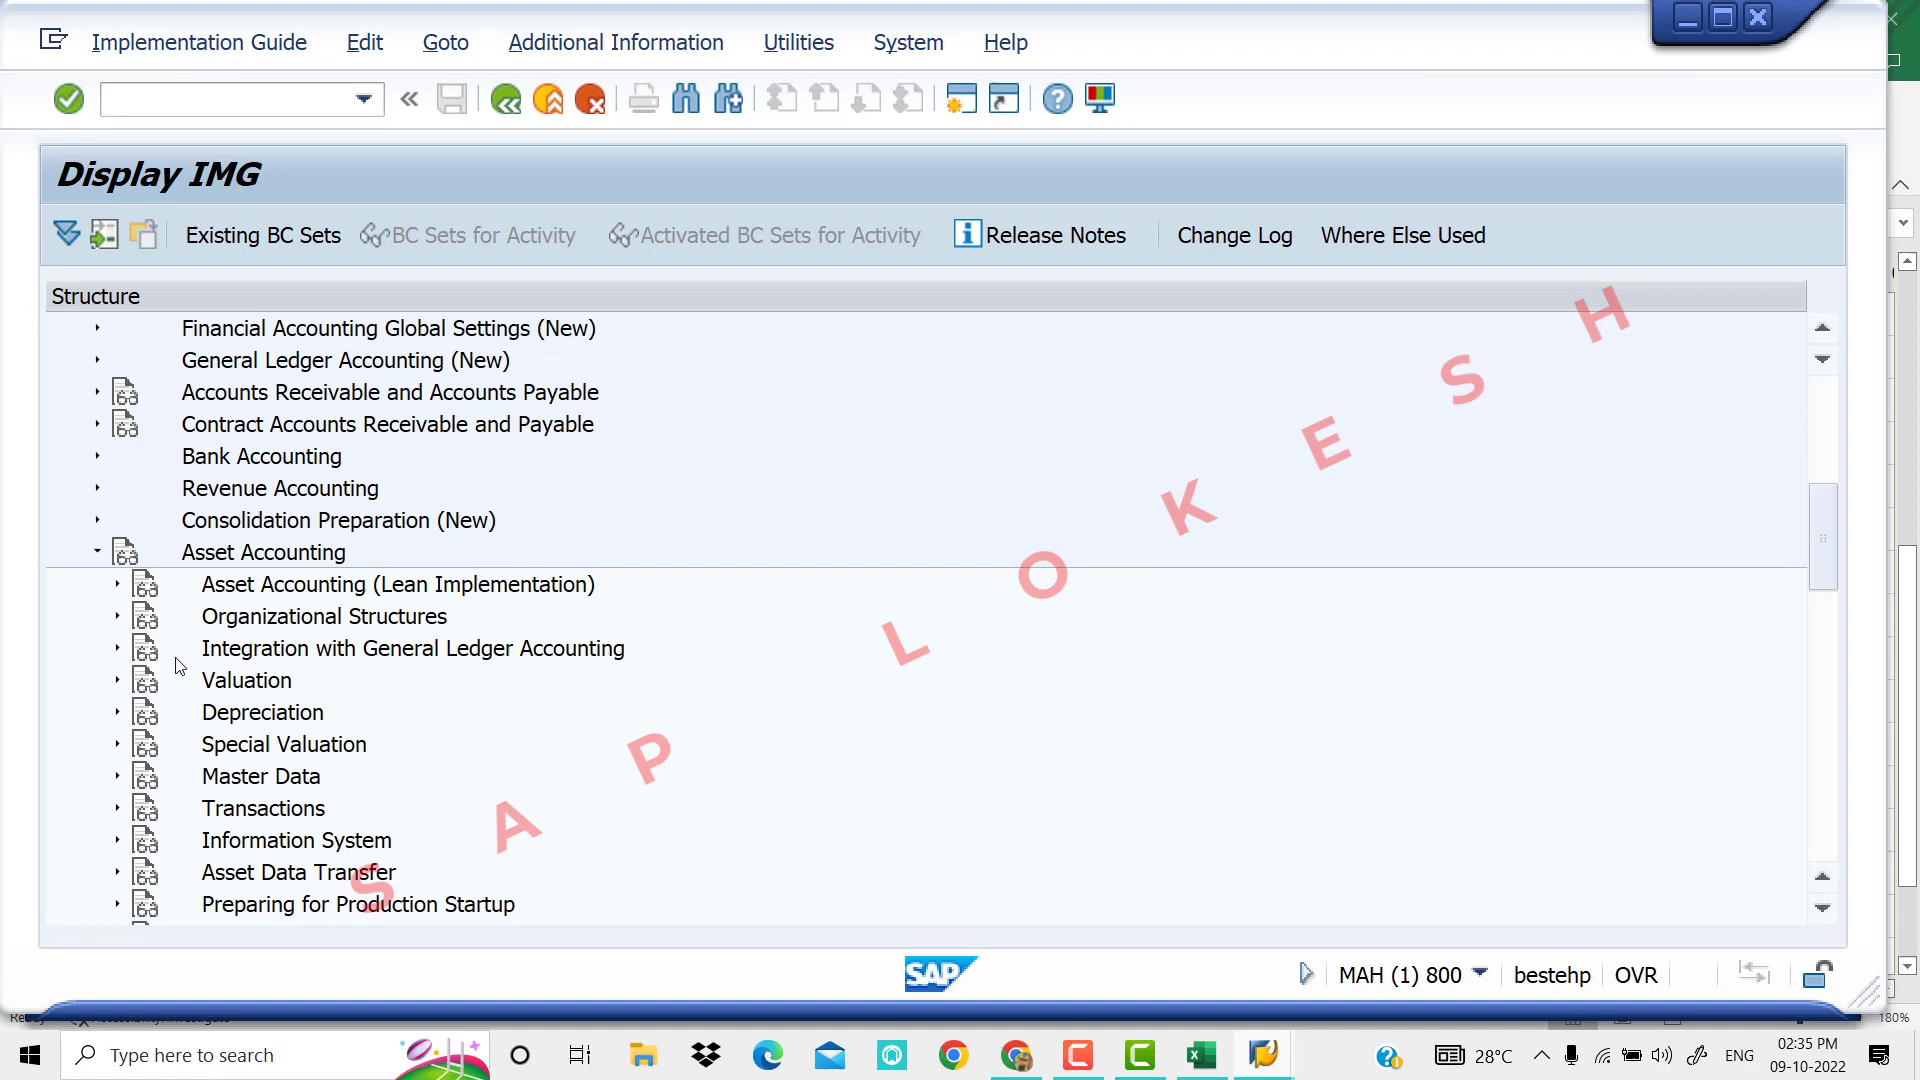 Implementation Guide Edit Goto Additional Information Utilities System Help
Display IMG
Existing BC Sets BC Sets for Activity Activated BC Sets for Activity Release Notes Change Log Where Else Used
Structure
Financial Accounting Global Settings (New)
General Ledger Accounting (New)
Accounts Receivable and Accounts Payable
Contract Accounts Receivable and Payable
Bank Accounting
Revenue Accounting
Consolidation Preparation (New)
Asset Accounting
Asset Accounting (Lean Implementation)
Organizational Structures
Integration with General Ledger Accounting
Valuation
Depreciation
Special Valuation
Master Data
Transactions
Information System
Asset Data Transfer
Preparing for Production Startup
SAP LOKESH
SAP MAH (1) 800 bestehp OVR
180%
Type here to search
28°C ENG 02:35 PM
09-10-2022